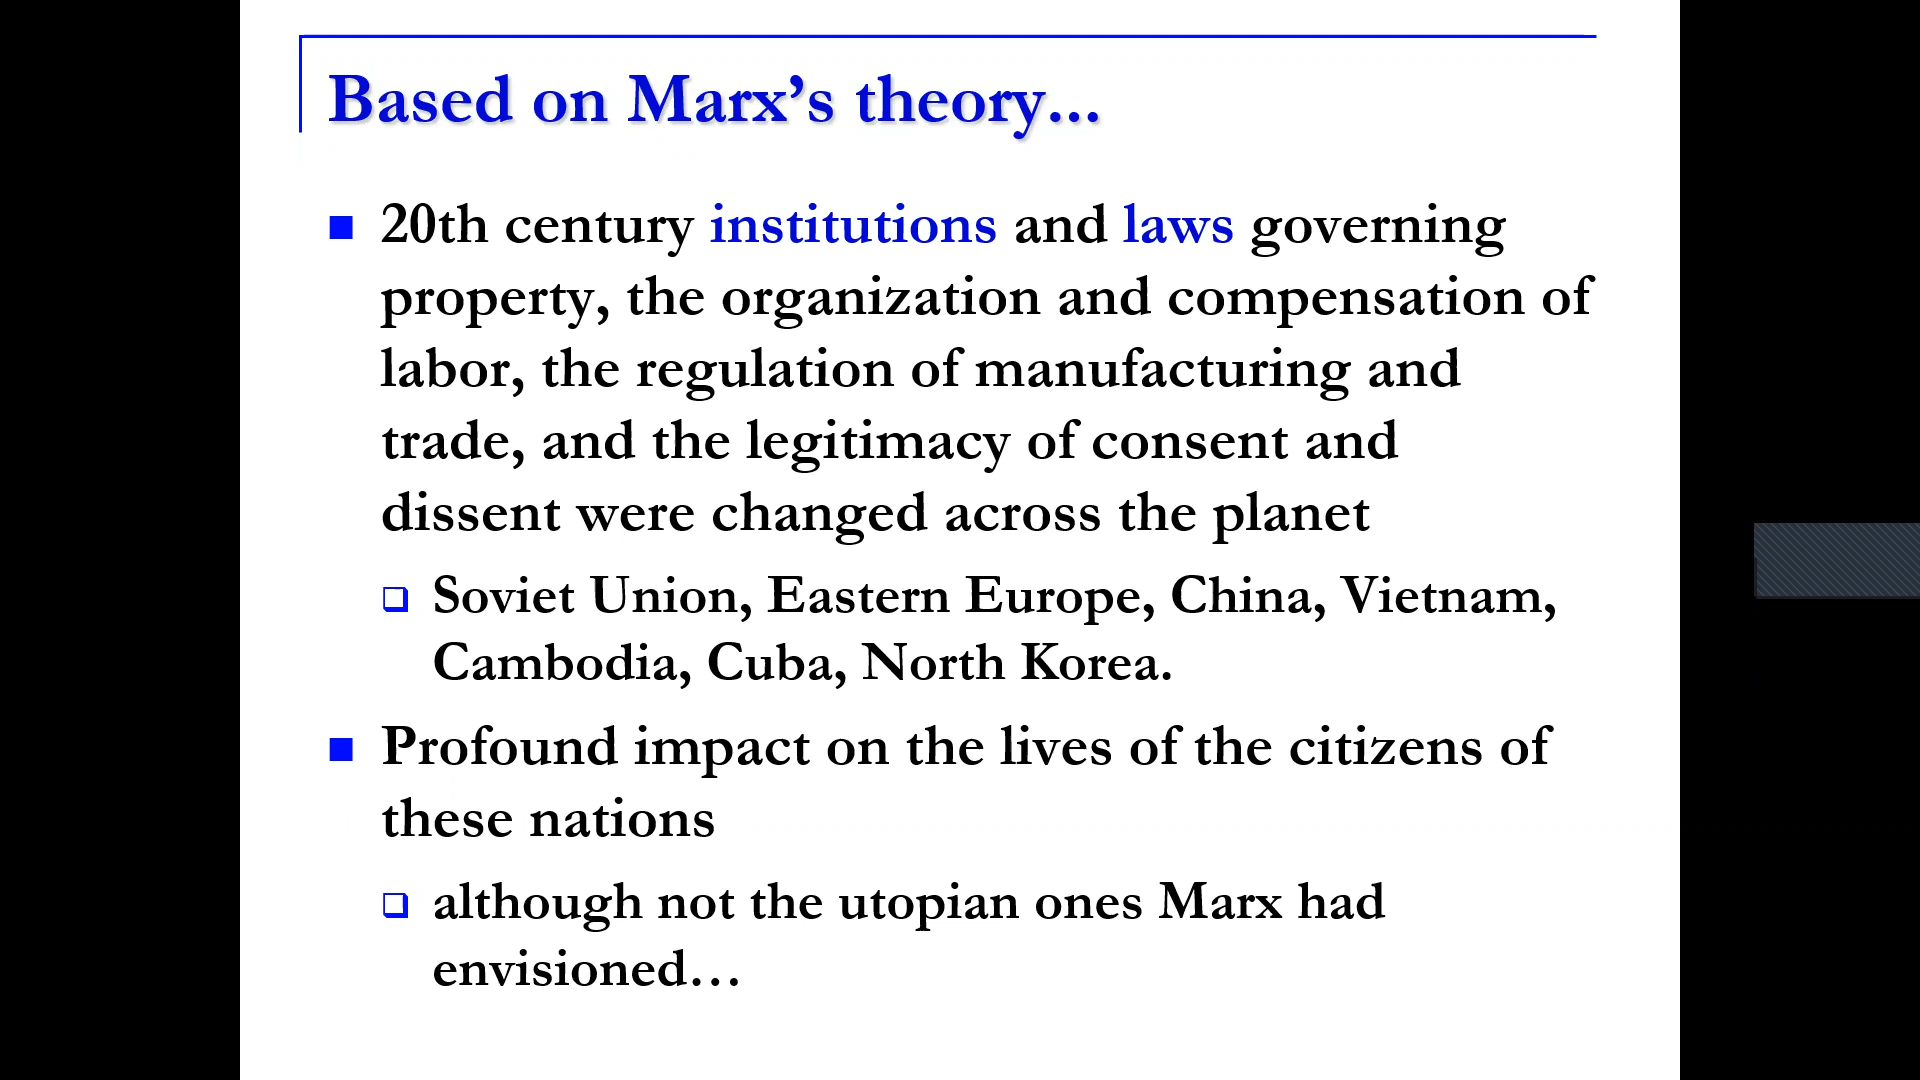 Based on Marx’s theory...
20th century institutions and laws governing
property, the organization and compensation of
labor, the regulation of manufacturing and
trade, and the legitimacy of consent and
dissent were changed across the planet
Soviet Union, Eastern Europe, China, Vietnam,
Cambodia, Cuba, North Korea.
Profound impact on the lives of the citizens of
these nations
although not the utopian ones Marx had
envisioned…